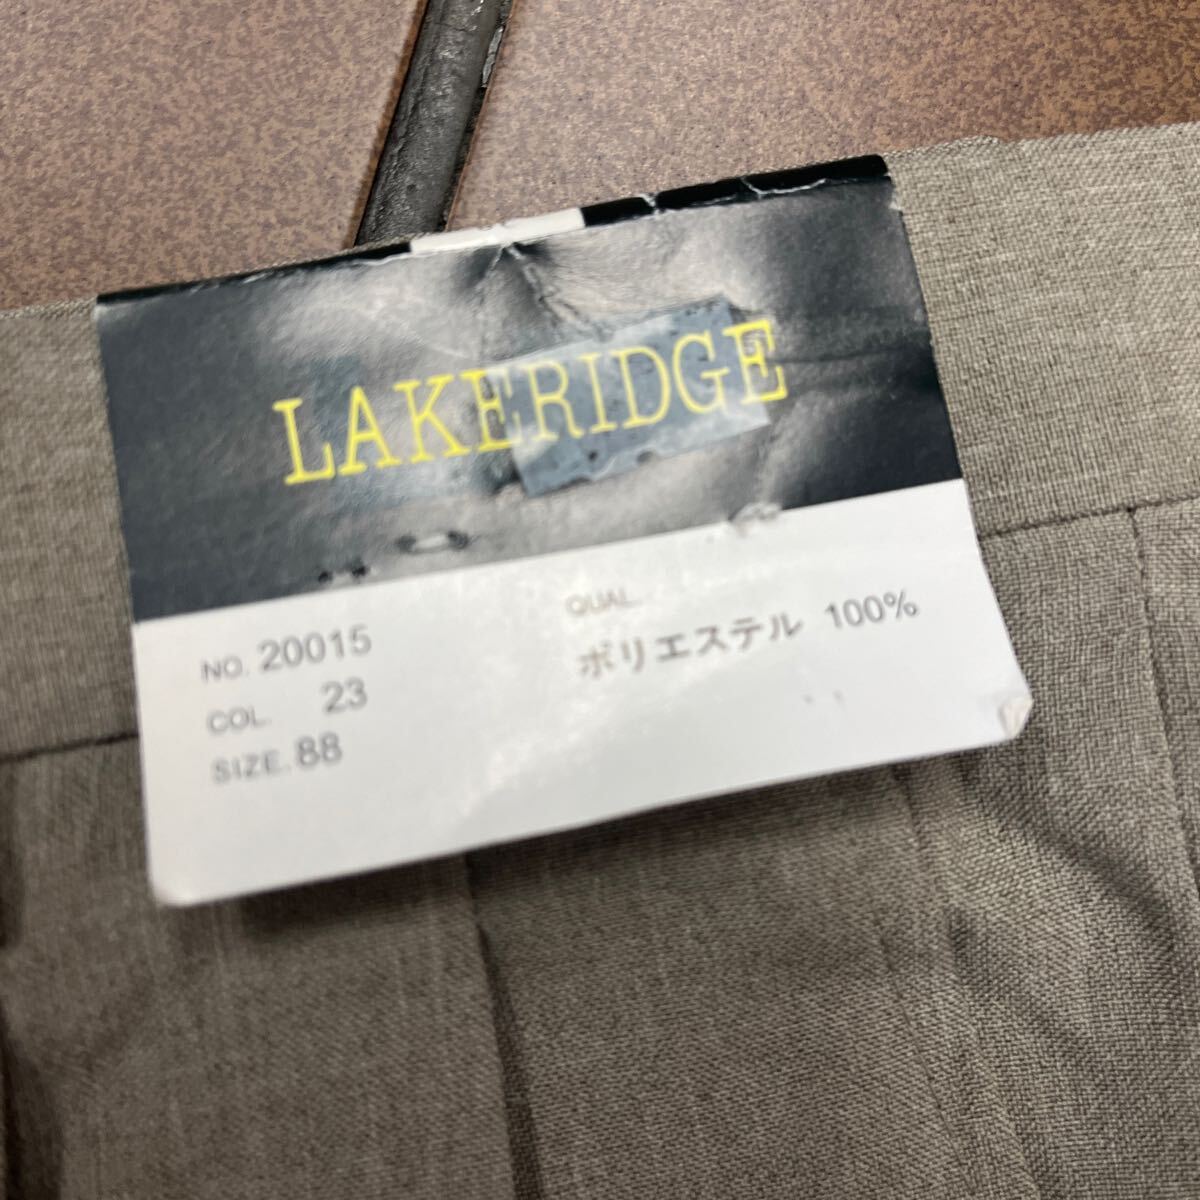 LAKERIDGE
NO. 20015
COL. 23
SIZE. 88
QUAL.
ポリエステル 100%